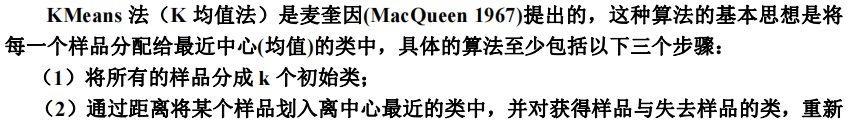 KMeans 法（K 均值法）是麦奎因(MacQueen 1967)提出的，这种算法的基本思想是将
每一个样品分配给最近中心(均值)的类中，具体的算法至少包括以下三个步骤：
（1）将所有的样品分成 k 个初始类；
（2）通过距离将某个样品划入离中心最近的类中，并对获得样品与失去样品的类，重新